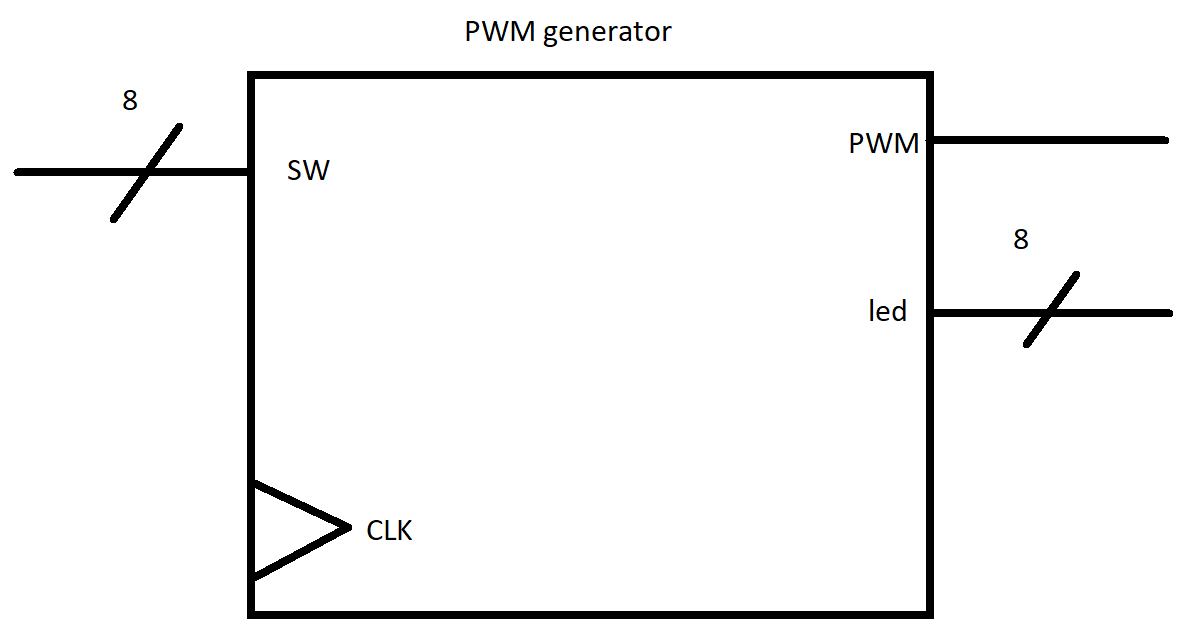 PWM generator
8
SW
PWM
8
led
CLK